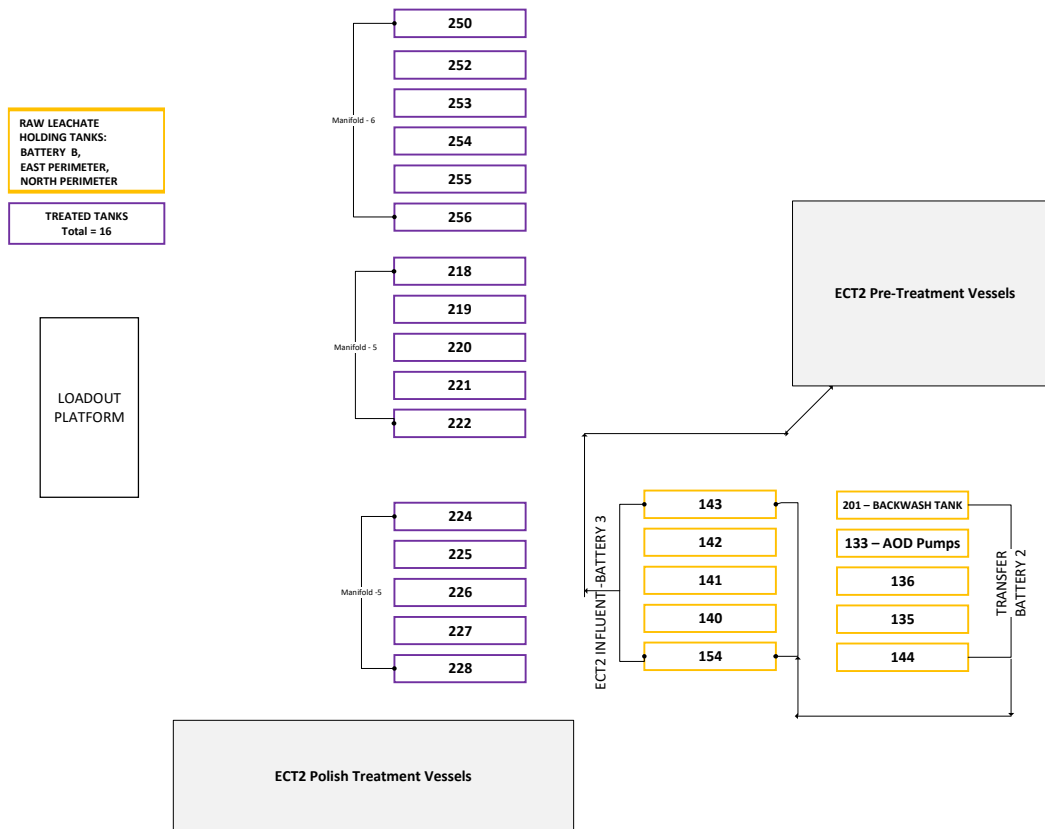 250
252
253
Manifold - 6
254
255
256
RAW LEACHATE
HOLDING TANKS:
BATTERY  B,
EAST PERIMETER,
NORTH PERIMETER
TREATED TANKS
Total = 16
218
219
Manifold - 5
220
221
222
LOADOUT
PLATFORM
ECT2 Pre-Treatment Vessels
224
225
Manifold -5
226
227
228
ECT2 INFLUENT -BATTERY 3
143
142
141
140
154
201 – BACKWASH TANK
133 – AOD Pumps
136
135
144
TRANSFER
BATTERY 2
ECT2 Polish Treatment Vessels